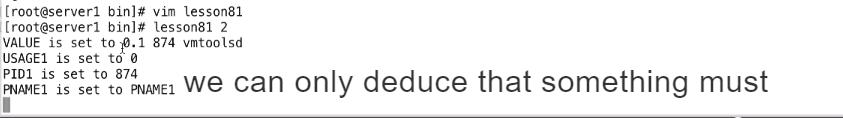 [root@server1 bin]# vim lesson81
[root@server1 bin]# lesson81 2
VALUE is set to 0.1 874 vmtoolsd
USAGE1 is set to 0
PID1 is set to 874
PNAME1 is set to PNAME1
we can only deduce that something must